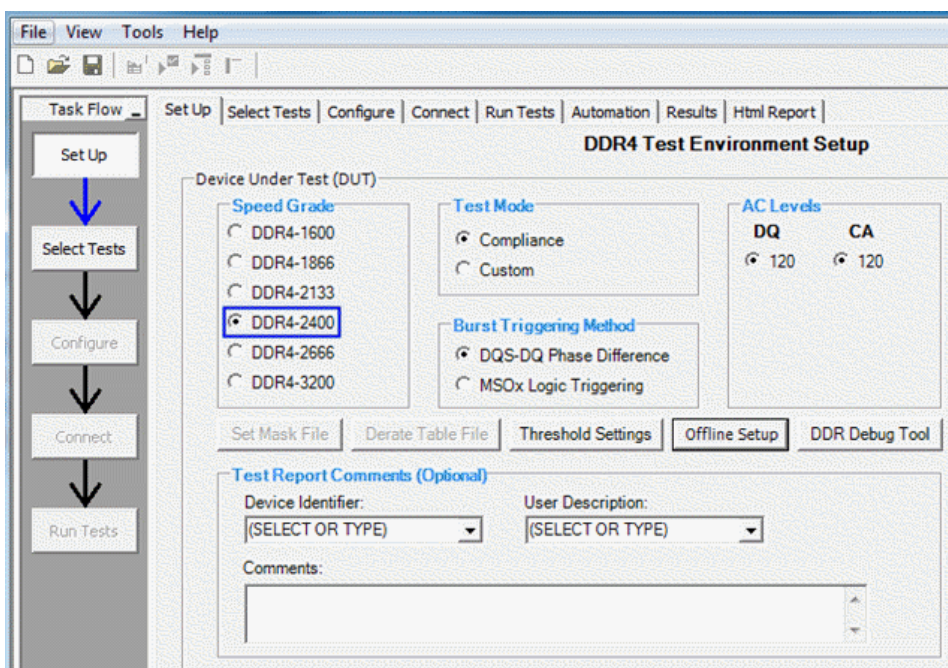 File View Tools Help
Task Flow
Set Up
Select Tests
Configure
Connect
Run Tests
Set Up Select Tests Configure Connect Run Tests Automation Results Html Report
DDR4 Test Environment Setup
Device Under Test (DUT)
Speed Grade
DDR4-1600
DDR4-1866
DDR4-2133
DDR4-2400
DDR4-2666
DDR4-3200
Test Mode
Compliance
Custom
Burst Triggering Method
DQS-DQ Phase Difference
MSOx Logic Triggering
AC Levels
DQ CA
120 120
Set Mask File Derate Table File Threshold Settings Offline Setup DDR Debug Tool
Test Report Comments (Optional)
Device Identifier: User Description:
(SELECT OR TYPE) (SELECT OR TYPE)
Comments: